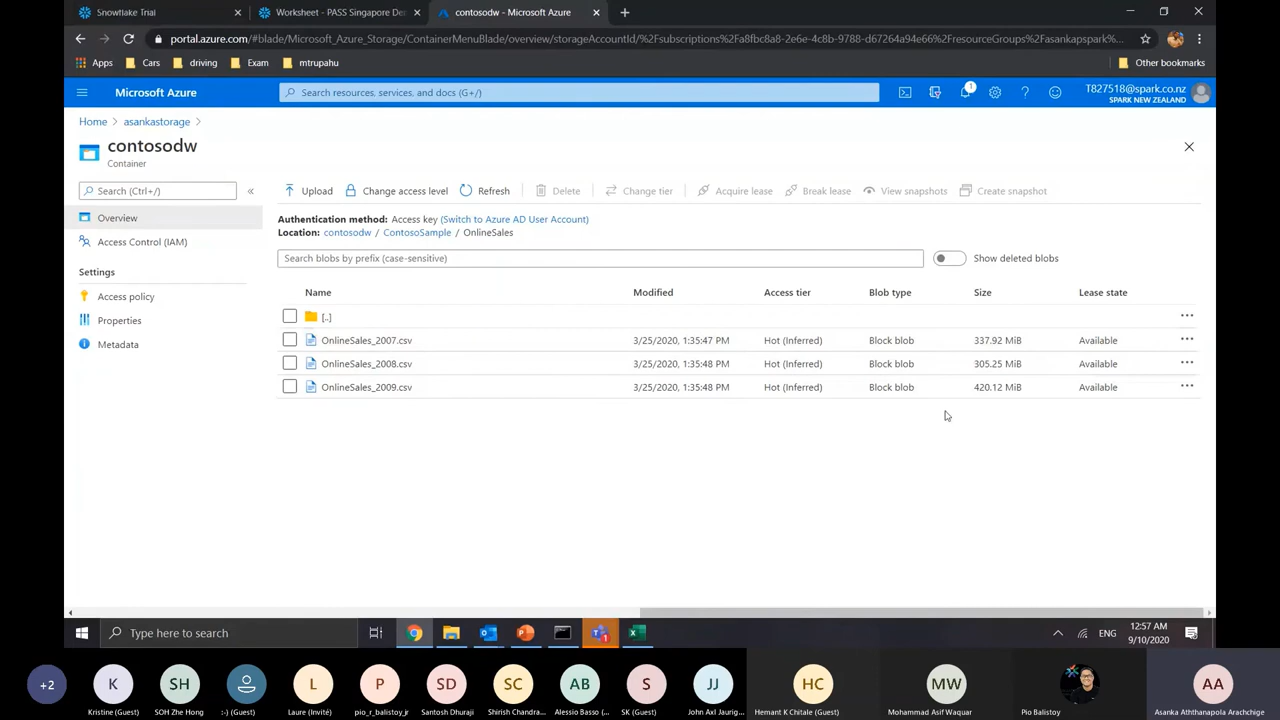 Snowflake Trial
Worksheet - PASS Singapore De
contosodw - Microsoft Azure
portal.azure.com/#blade/Microsoft_Azure_Storage/ContainerMenuBlade/overview/storageAccountId/%2Fsubscriptions%2Fa8fbc8a8-2e6e-4c8b-9788-d67264a94e66%2FresourceGroups%2Fasankapspark%...
Apps Cars driving Exam mtrupahu Other bookmarks
Microsoft Azure
Search resources, services, and docs (G+/)
1
T827518@spark.co.nz
SPARK NEW ZEALAND
Home > asankastorage >
contosodw
Container
Search (Ctrl+/)
«
Upload Change access level Refresh Delete Change tier Acquire lease Break lease View snapshots Create snapshot
Overview
Access Control (IAM)
Settings
Access policy
Properties
Metadata
Authentication method: Access key (Switch to Azure AD User Account)
Location: contosodw / ContosoSample / OnlineSales
Search blobs by prefix (case-sensitive)
Show deleted blobs
Name Modified Access tier Blob type Size Lease state
[..]
OnlineSales_2007.csv 3/25/2020, 1:35:47 PM Hot (Inferred) Block blob 337.92 MiB Available
OnlineSales_2008.csv 3/25/2020, 1:35:48 PM Hot (Inferred) Block blob 305.25 MiB Available
OnlineSales_2009.csv 3/25/2020, 1:35:48 PM Hot (Inferred) Block blob 420.12 MiB Available
Type here to search
ENG
12:57 AM
9/10/2020
+2 K SH L P SD SC AB S JJ HC MW AA
Kristine (Guest) SOH Zhe Hong :-) (Guest) Laure (Invité) pio_r_balistoy_jr Santosh Dhuraji Shirish Chandra... Alessio Basso (... SK (Guest) John Axl Jaurig... Hemant K Chitale (Guest) Mohammad Asif Waquar Pio Balistoy Asanka Aththanapola Arachchige